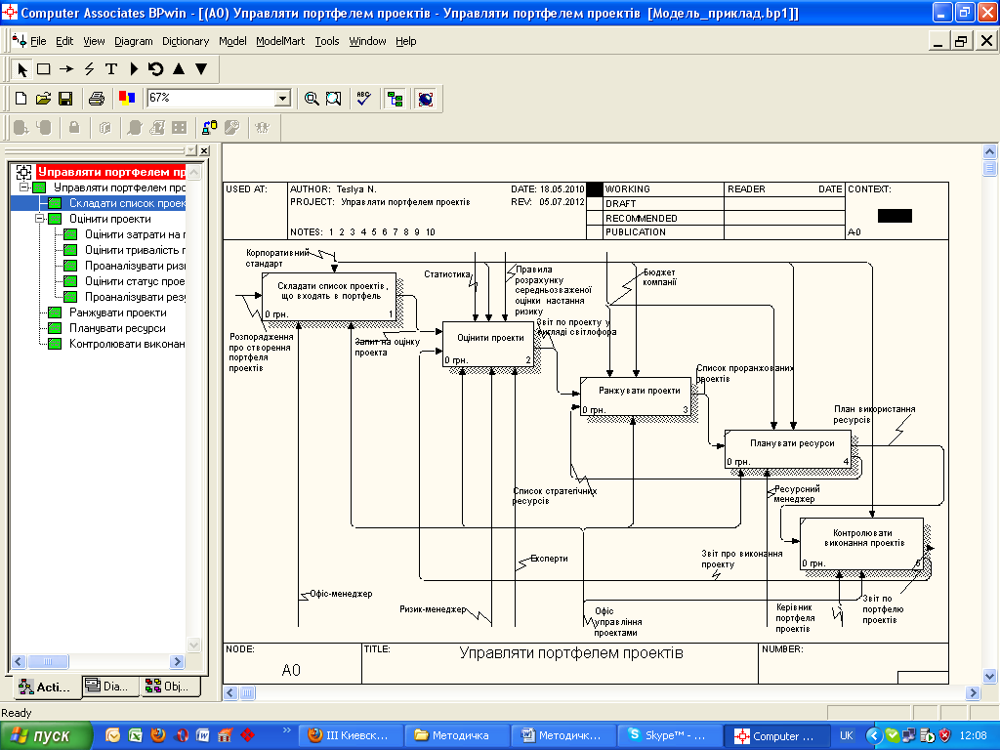 Computer Associates BPwin - [(A0) Управляти портфелем проектів - Управляти портфелем проектів [Модель_приклад.bp1]]
File Edit View Diagram Dictionary Model ModelMart Tools Window Help
67%
Управляти портфелем пр
Управляти портфелем про
Складати список проек
Оцінити проекти
Оцінити затрати на п
Оцінити тривалість п
Проаналізувати ризи
Оцінити статус прое
Проаналізувати резу
Ранжувати проекти
Планувати ресурси
Контролювати виконан
Acti...
Dia...
Obj...
USED AT:
AUTHOR: Teslya N.
DATE: 18.05.2010
PROJECT: Управляти портфелем проектів
REV: 05.07.2012
NOTES: 1 2 3 4 5 6 7 8 9 10
WORKING
DRAFT
RECOMMENDED
PUBLICATION
READER
DATE
CONTEXT:
A-0
Корпоративний
стандарт
Складати список проектів,
що входять в портфель
0 грн.
1
Розпорядження
про створення
портфеля
проектів
Статистика
Правила
розрахунку
середньозваженої
оцінки настання
ризику
Бюджет
компанії
Запит на оцінку
проекта
Оцінити проекти
0 грн.
2
Звіт по проекту у
вигляді світлофора
Ранжувати проекти
0 грн.
3
Список проранжованих
проектів
Планувати ресурси
0 грн.
4
План використання
ресурсів
Список стратегічних
ресурсів
Ресурсний
менеджер
Контролювати
виконання проектів
0 грн.
5
Звіт про виконання
проекту
Експерти
Офіс-менеджер
Ризик-менеджер
Офіс
управління
проектами
Керівник
портфеля
проектів
Звіт по
портфелю
проектів
NODE:
A0
TITLE:
Управляти портфелем проектів
NUMBER:
Ready
пуск
III Киевск...
Методичка
Методичк...
Skype™ - ...
Computer ...
UK
12:08